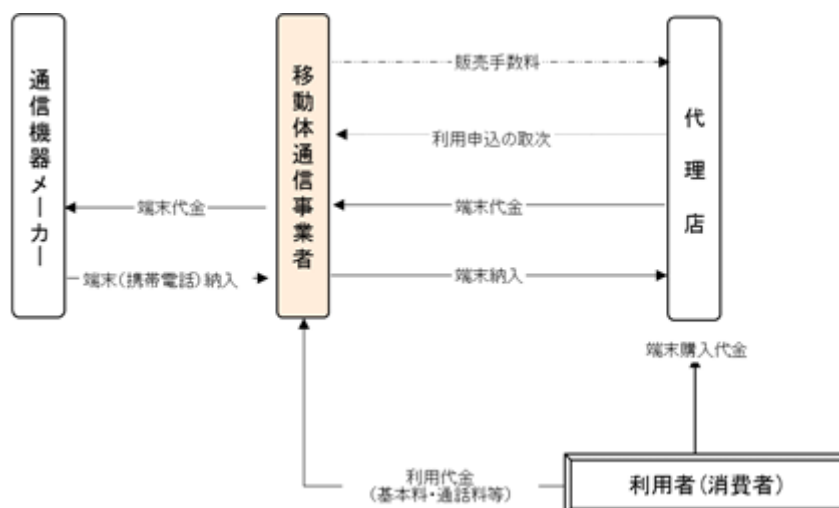 通信機器メーカー
移動体通信事業者
代理店
販売手数料
利用申込の取次
端末代金
端末代金
端末(携帯電話)納入
端末納入
端末購入代金
利用代金
(基本料・通話料等)
利用者(消費者)